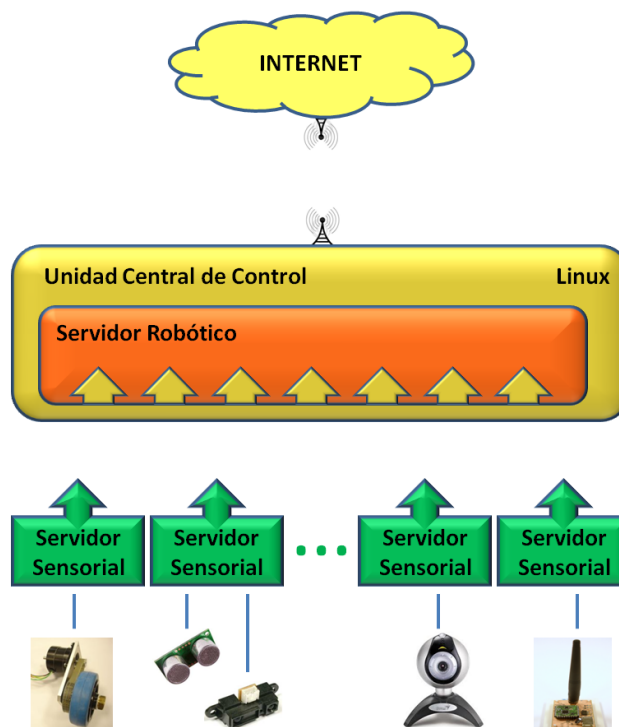 INTERNET
Unidad Central de Control
Linux
Servidor Robótico
Servidor
Sensorial
Servidor
Sensorial
Servidor
Sensorial
Servidor
Sensorial